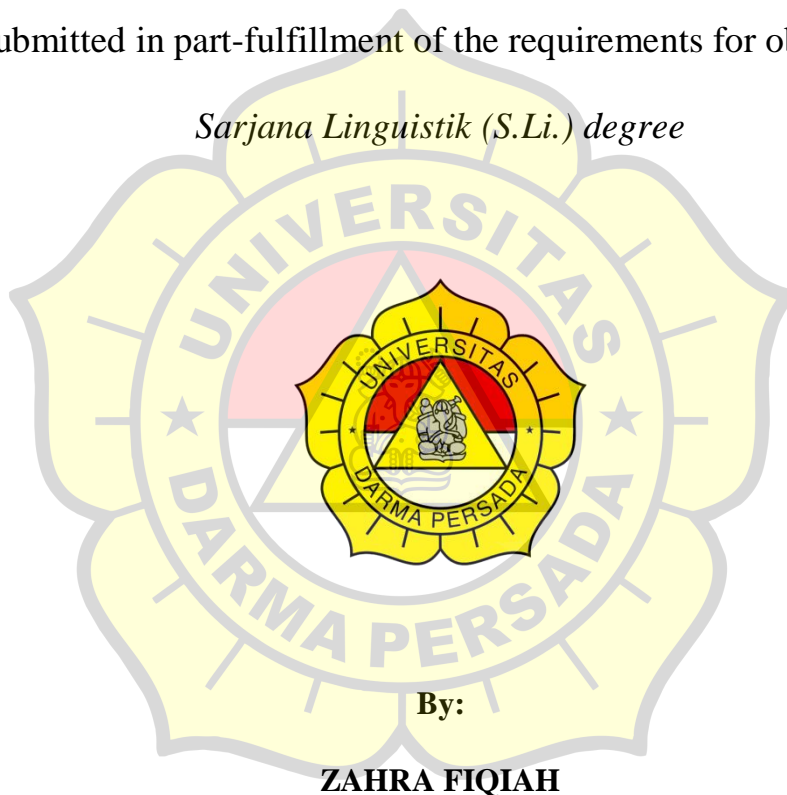 submitted in part-fulfillment of the requirements for
Sarjana Linguistik (S.Li.) degree
UNIVERSITAS
DARMA PERSADA
UNIVERSITAS
DARMA PERSADA
By:
ZAHRA FIQIAH